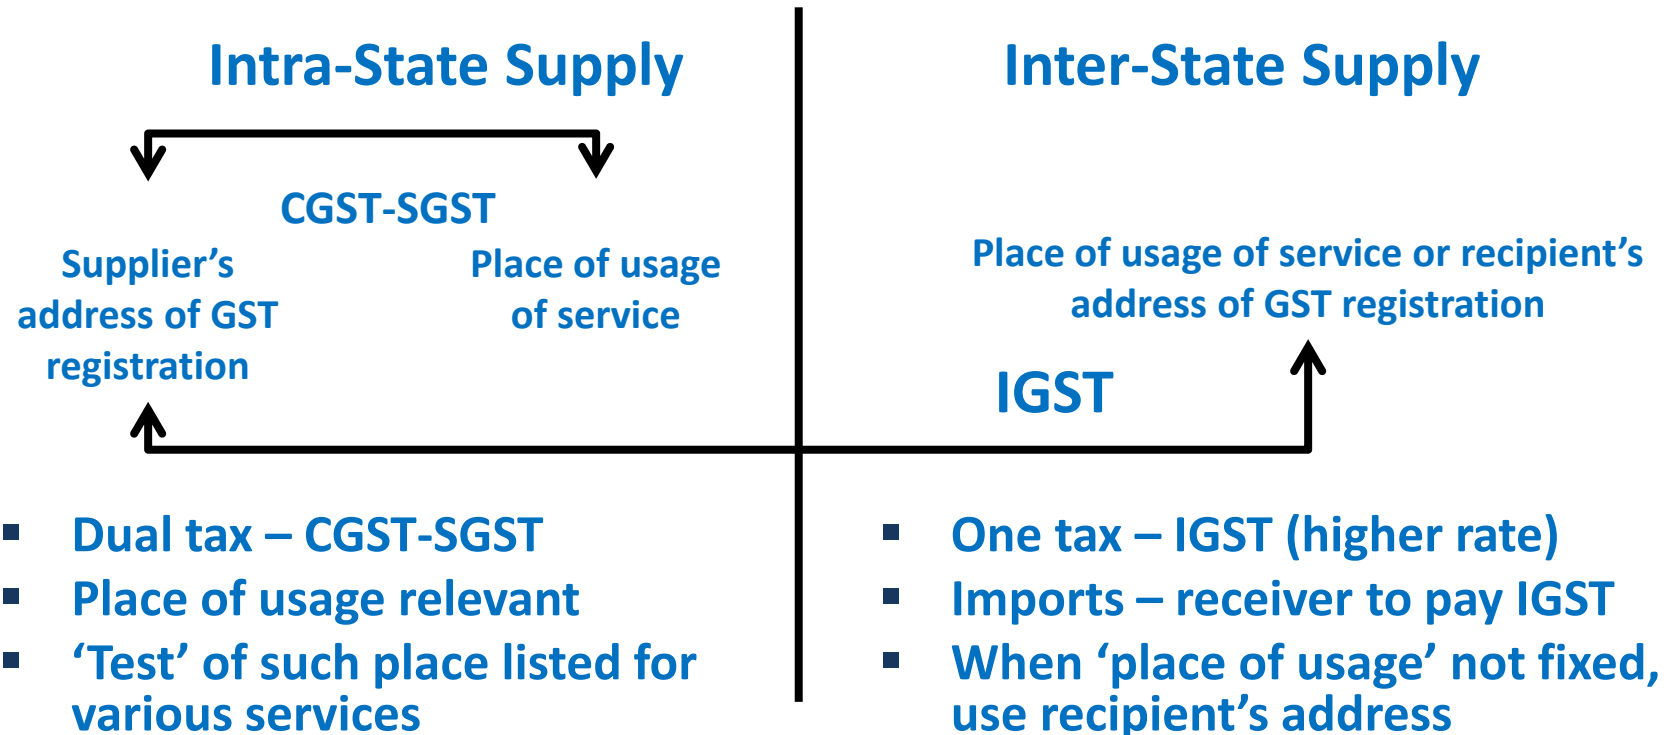 Intra-State Supply
CGST-SGST
Supplier’s
address of GST
registration
Place of usage
of service
▪ Dual tax – CGST-SGST
▪ Place of usage relevant
▪ ‘Test’ of such place listed for
various services
Inter-State Supply
Place of usage of service or recipient’s
address of GST registration
IGST
▪ One tax – IGST (higher rate)
▪ Imports – receiver to pay IGST
▪ When ‘place of usage’ not fixed,
use recipient’s address